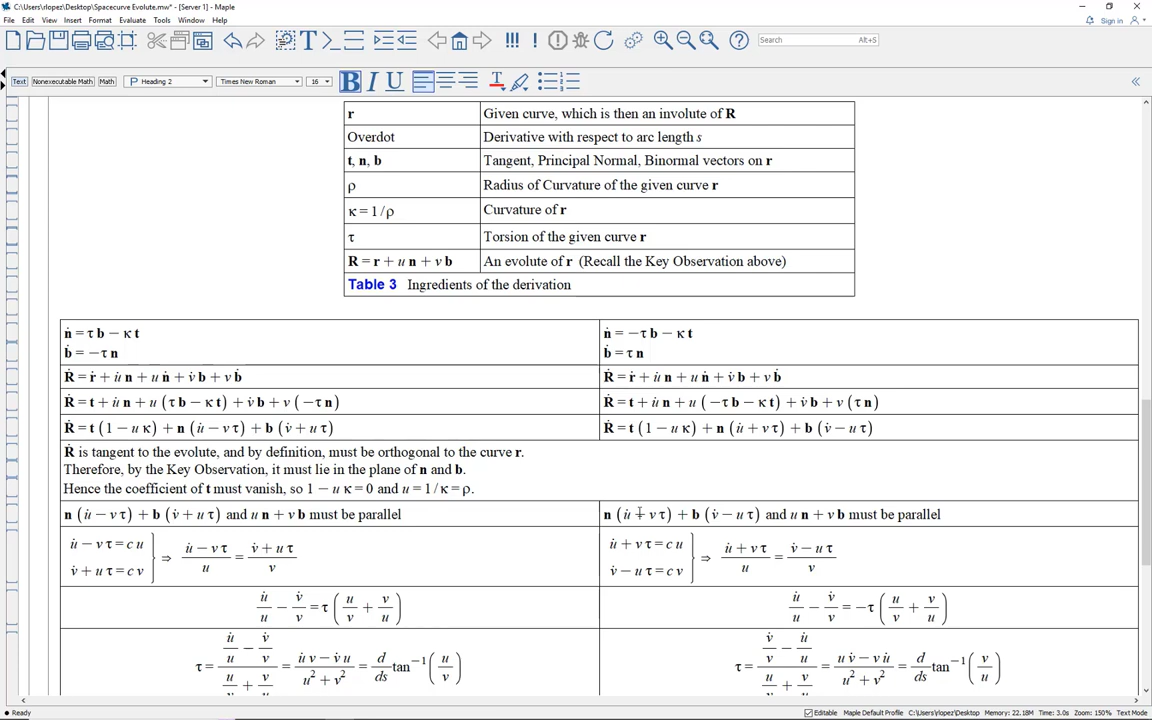 C:\Users\rlopez\Desktop\Spacecurve Evolute.mw* - [Server 1] - Maple
File Edit View Insert Format Evaluate Tools Window Help
Sign in
Search Alt+S
Text Nonexecutable Math Math P Heading 2 Times New Roman 16 B I U
r Given curve, which is then an involute of R
Overdot Derivative with respect to arc length s
t, n, b Tangent, Principal Normal, Binormal vectors on r
ρ Radius of Curvature of the given curve r
κ = 1/ρ Curvature of r
τ Torsion of the given curve r
R = r + u n + v b An evolute of r (Recall the Key Observation above)
Table 3 Ingredients of the derivation
ṅ = τ b − κ t ṅ = −τ b − κ t
ḃ = −τ n ḃ = τ n
Ṙ = ṙ + u̇ n + u ṅ + v̇ b + v ḃ Ṙ = ṙ + u̇ n + u ṅ + v̇ b + v ḃ
Ṙ = t + u̇ n + u (τ b − κ t) + v̇ b + v (−τ n) Ṙ = t + u̇ n + u (−τ b − κ t) + v̇ b + v (τ n)
Ṙ = t (1 − u κ) + n (u̇ − v τ) + b (v̇ + u τ) Ṙ = t (1 − u κ) + n (u̇ + v τ) + b (v̇ − u τ)
Ṙ is tangent to the evolute, and by definition, must be orthogonal to the curve r.
Therefore, by the Key Observation, it must lie in the plane of n and b.
Hence the coefficient of t must vanish, so 1 − u κ = 0 and u = 1/κ = ρ.
n (u̇ − v τ) + b (v̇ + u τ) and u n + v b must be parallel n (u̇ + v τ) + b (v̇ − u τ) and u n + v b must be parallel
u̇ − v τ = c u
v̇ + u τ = c v } ⇒ (u̇ − v τ)/u = (v̇ + u τ)/v
u̇ + v τ = c u
v̇ − u τ = c v } ⇒ (u̇ + v τ)/u = (v̇ − u τ)/v
u̇/u − v̇/v = τ (u/v + v/u) u̇/u − v̇/v = −τ (u/v + v/u)
τ = (u̇/u − v̇/v)/(u/v + v/u) = (u̇ v − v̇ u)/(u² + v²) = d/ds tan⁻¹ (u/v) τ = (v̇/v − u̇/u)/(u/v + v/u) = (u v̇ − v u̇)/(u² + v²) = d/ds tan⁻¹ (v/u)
Ready Editable Maple Default Profile C:\Users\rlopez\Desktop Memory: 22.18M Time: 3.0s Zoom: 150% Text Mode